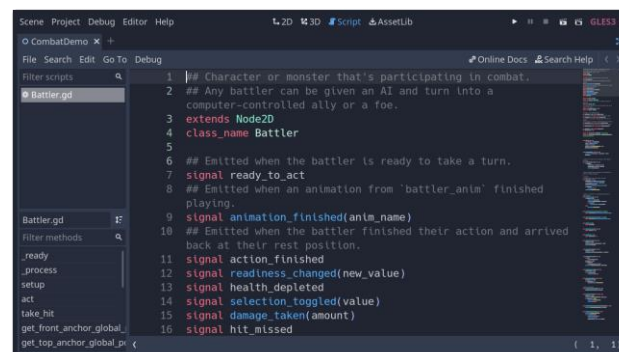 Scene Project Debug Editor Help
2D 3D Script AssetLib
GLES3
CombatDemo
File Search Edit Go To Debug
Online Docs Search Help
Filter scripts
Battler.gd
Battler.gd
Filter methods
_ready
_process
setup
act
take_hit
get_front_anchor_global_
get_top_anchor_global_p
1 ## Character or monster that's participating in combat.
2 ## Any battler can be given an AI and turn into a
computer-controlled ally or a foe.
3 extends Node2D
4 class_name Battler
5
6 ## Emitted when the battler is ready to take a turn.
7 signal ready_to_act
8 ## Emitted when an animation from `battler_anim` finished
playing.
9 signal animation_finished(anim_name)
10 ## Emitted when the battler finished their action and arrived
back at their rest position.
11 signal action_finished
12 signal readiness_changed(new_value)
13 signal health_depleted
14 signal selection_toggled(value)
15 signal damage_taken(amount)
16 signal hit_missed
( 1, 1